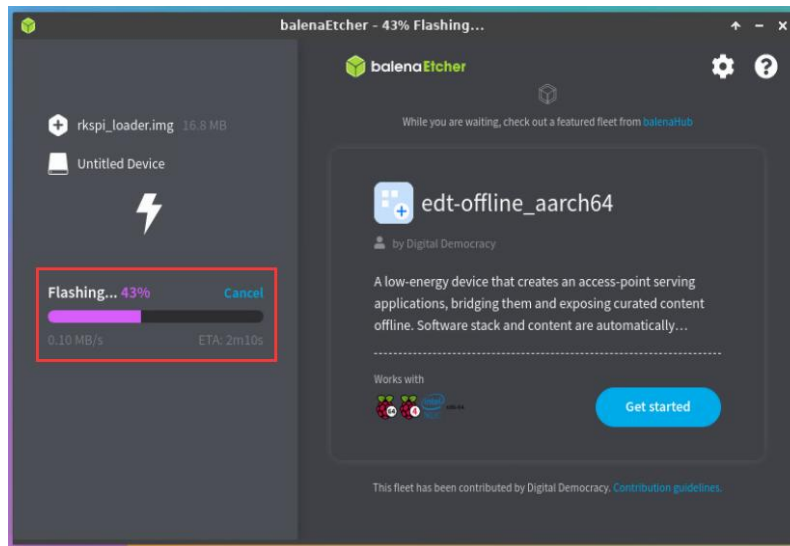 balenaEtcher - 43% Flashing...
balenaEtcher
While you are waiting, check out a featured fleet from balenaHub
rkspi_loader.img 16.8 MB
Untitled Device
edt-offline_aarch64
by Digital Democracy
Flashing... 43% Cancel
0.10 MB/s ETA: 2m10s
A low-energy device that creates an access-point serving
applications, bridging them and exposing curated content
offline. Software stack and content are automatically…
Works with
64 4
Get started
This fleet has been contributed by Digital Democracy. Contribution guidelines.